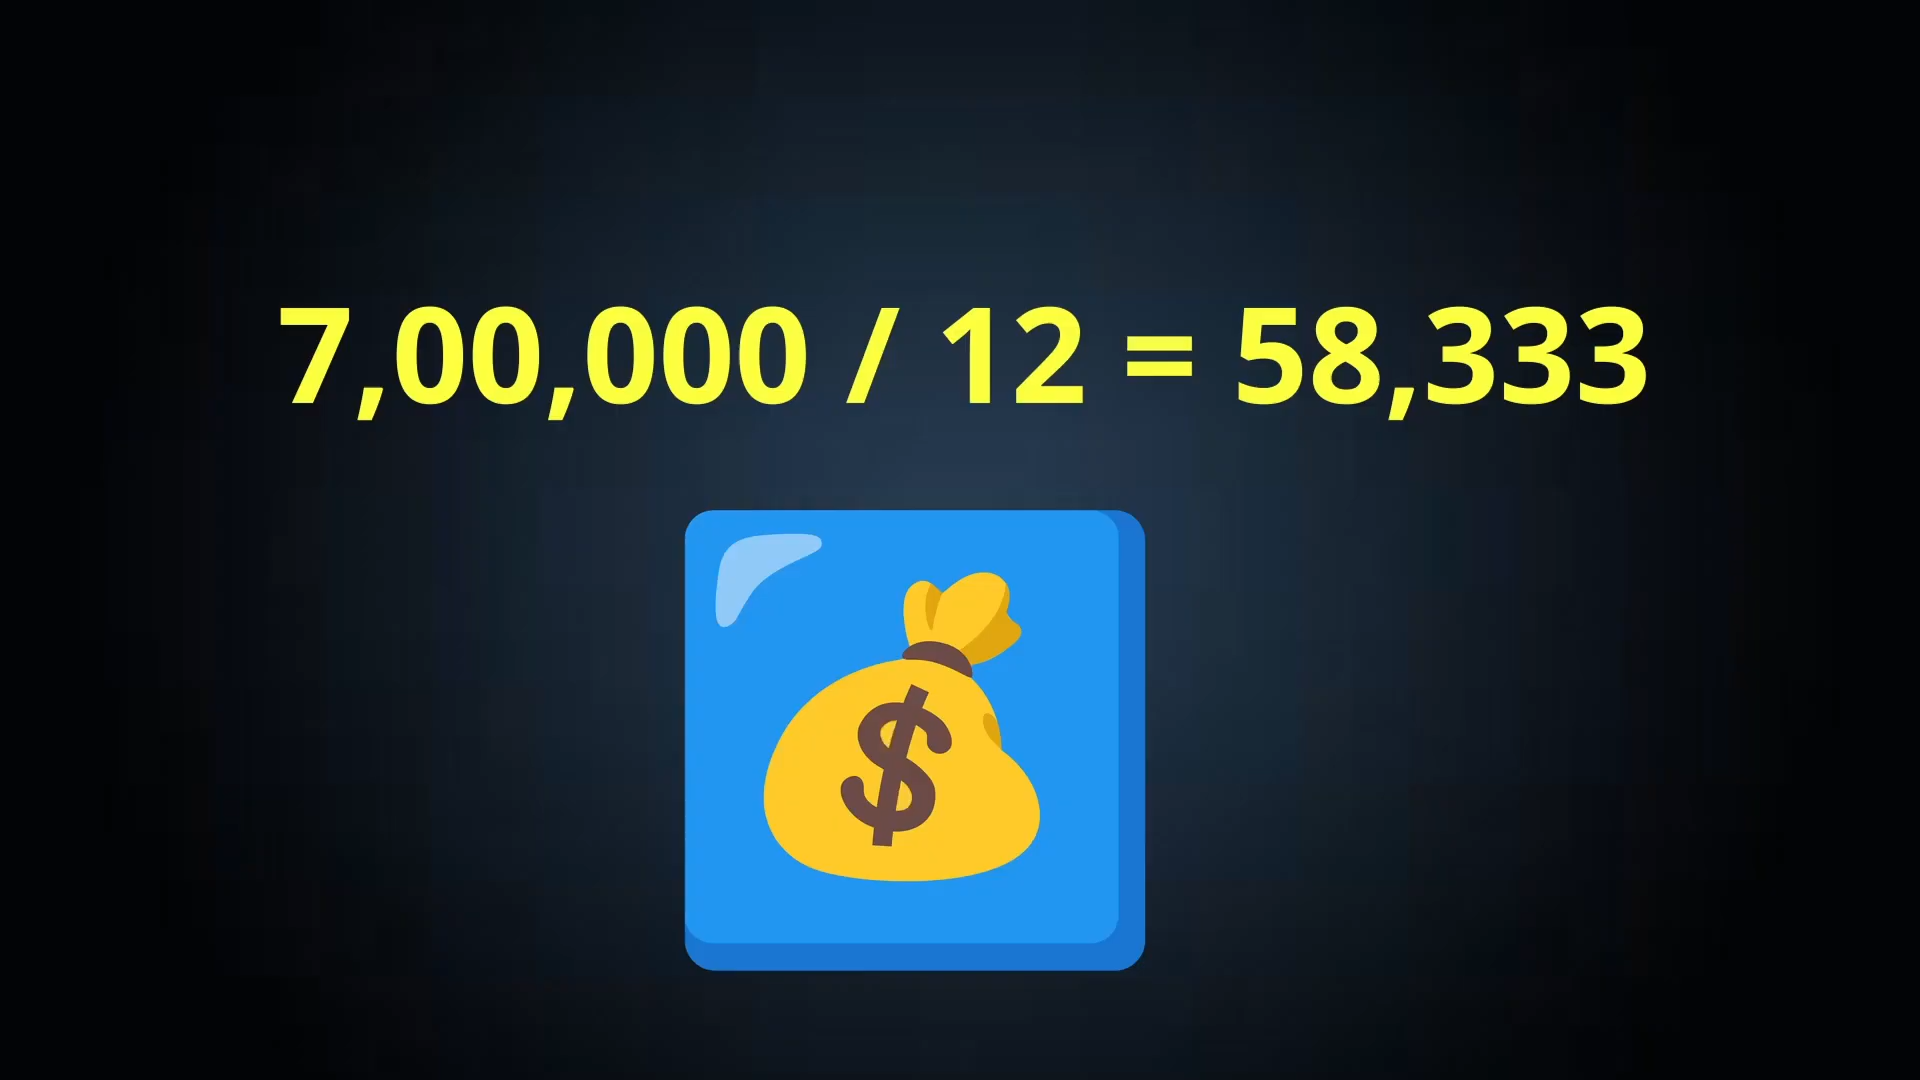 7,00,000 / 12 = 58,333
$